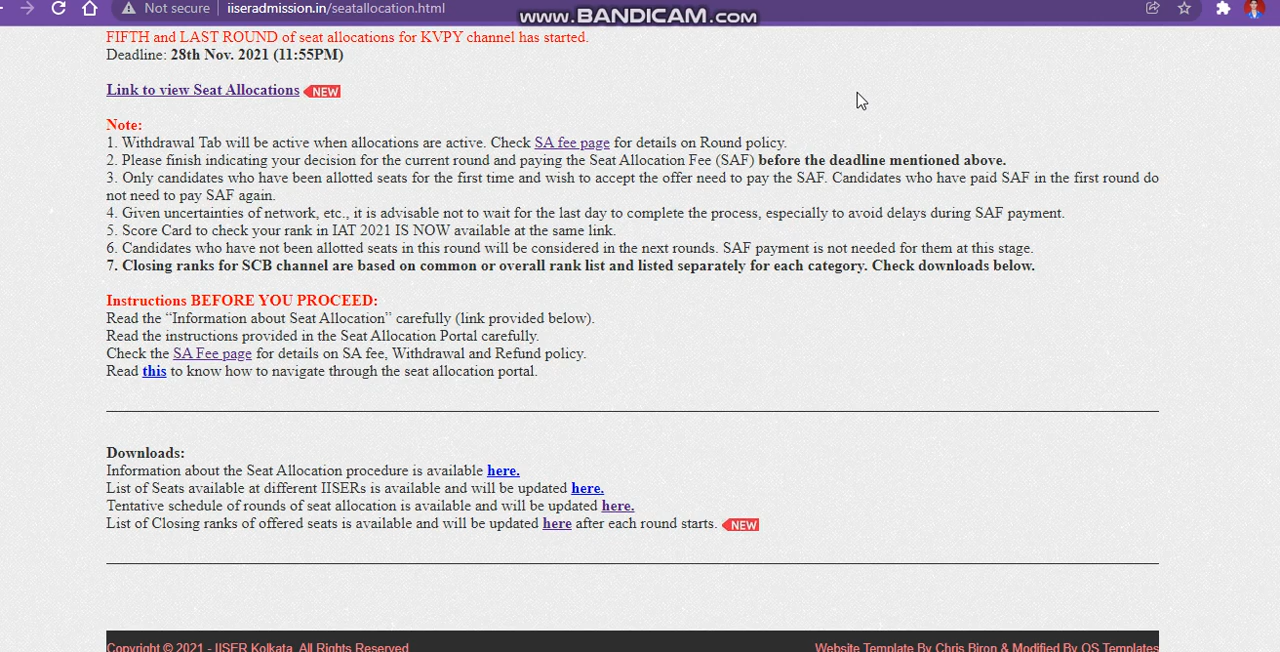 Not secure
iiseradmission.in/seatallocation.html
www.BANDICAM.com
FIFTH and LAST ROUND of seat allocations for KVPY channel has started.
Deadline: 28th Nov. 2021 (11:55PM)
Link to view Seat Allocations NEW
Note:
1. Withdrawal Tab will be active when allocations are active. Check SA fee page for details on Round policy.
2. Please finish indicating your decision for the current round and paying the Seat Allocation Fee (SAF) before the deadline mentioned above.
3. Only candidates who have been allotted seats for the first time and wish to accept the offer need to pay the SAF. Candidates who have paid SAF in the first round do
not need to pay SAF again.
4. Given uncertainties of network, etc., it is advisable not to wait for the last day to complete the process, especially to avoid delays during SAF payment.
5. Score Card to check your rank in IAT 2021 IS NOW available at the same link.
6. Candidates who have not been allotted seats in this round will be considered in the next rounds. SAF payment is not needed for them at this stage.
7. Closing ranks for SCB channel are based on common or overall rank list and listed separately for each category. Check downloads below.
Instructions BEFORE YOU PROCEED:
Read the “Information about Seat Allocation” carefully (link provided below).
Read the instructions provided in the Seat Allocation Portal carefully.
Check the SA Fee page for details on SA fee, Withdrawal and Refund policy.
Read this to know how to navigate through the seat allocation portal.
Downloads:
Information about the Seat Allocation procedure is available here.
List of Seats available at different IISERs is available and will be updated here.
Tentative schedule of rounds of seat allocation is available and will be updated here.
List of Closing ranks of offered seats is available and will be updated here after each round starts. NEW
Copyright © 2021 - IISER Kolkata. All Rights Reserved
Website Template By Chris Biron & Modified By OS Templates